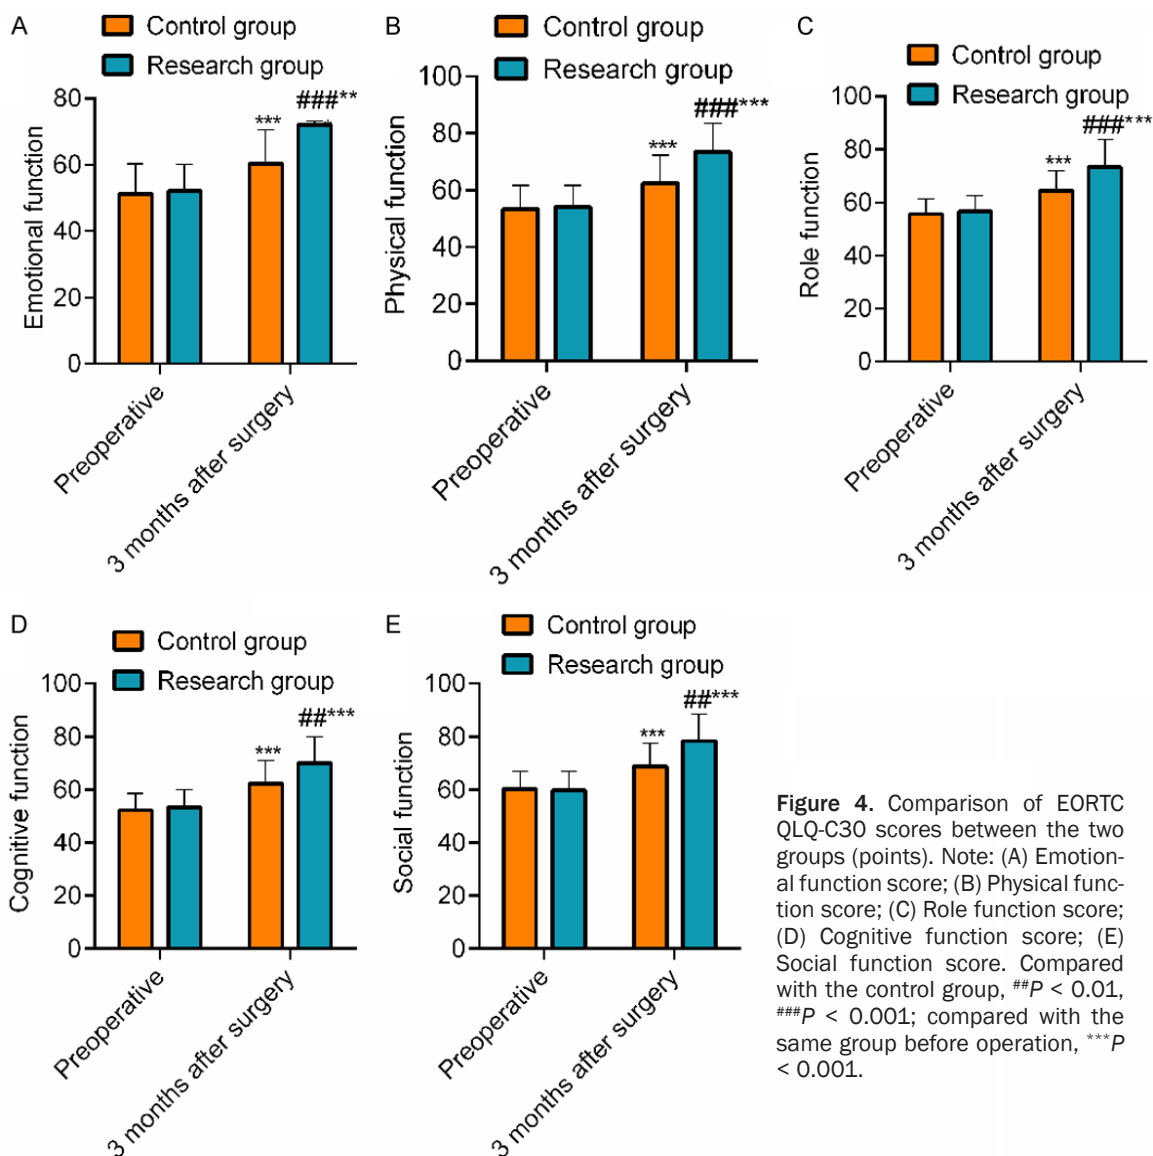 A
Control group
Research group
Emotional function
80
60
40
20
0
***
###**
Preoperative
3 months after surgery
B
Control group
Research group
Physical function
100
80
60
40
20
0
***
###***
Preoperative
3 months after surgery
C
Control group
Research group
Role function
100
80
60
40
20
0
***
###***
Preoperative
3 months after surgery
D
Control group
Research group
Cognitive function
100
80
60
40
20
0
***
##***
Preoperative
3 months after surgery
E
Control group
Research group
Social function
100
80
60
40
20
0
***
##***
Preoperative
3 months after surgery
Figure 4. Comparison of EORTC
QLQ-C30 scores between the two
groups (points). Note: (A) Emotion-
al function score; (B) Physical func-
tion score; (C) Role function score;
(D) Cognitive function score; (E)
Social function score. Compared
with the control group, ##P < 0.01,
###P < 0.001; compared with the
same group before operation, ***P
< 0.001.